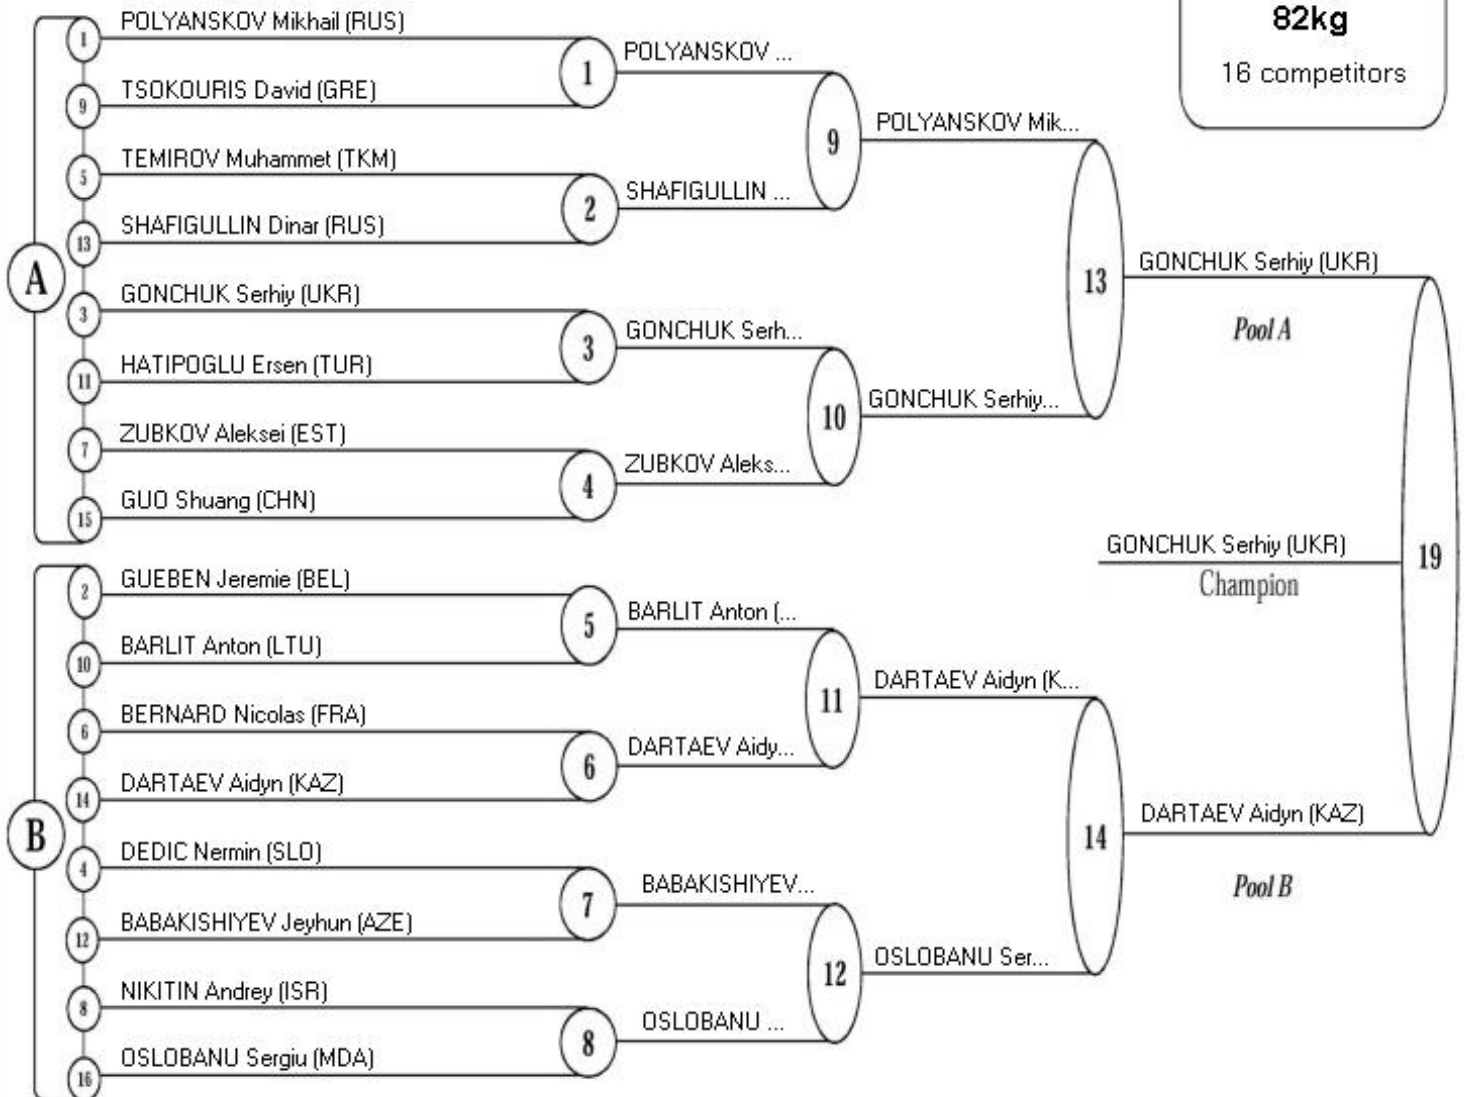 82kg
16 competitors
A
1 POLYANSKOV Mikhail (RUS)
9 TSOKOURIS David (GRE)
5 TEMIROV Muhammet (TKM)
13 SHAFIGULLIN Dinar (RUS)
3 GONCHUK Serhiy (UKR)
11 HATIPOGLU Ersen (TUR)
7 ZUBKOV Aleksei (EST)
15 GUO Shuang (CHN)
B
2 GUEBEN Jeremie (BEL)
10 BARLIT Anton (LTU)
6 BERNARD Nicolas (FRA)
14 DARTAEV Aidyn (KAZ)
4 DEDIC Nermin (SLO)
12 BABAKISHIYEV Jeyhun (AZE)
8 NIKITIN Andrey (ISR)
16 OSLOBANU Sergiu (MDA)
1 POLYANSKOV ...
2 SHAFIGULLIN ...
3 GONCHUK Serh...
4 ZUBKOV Aleks...
5 BARLIT Anton (...
6 DARTAEV Aidy...
7 BABAKISHIYEV...
8 OSLOBANU ...
9 POLYANSKOV Mik...
10 GONCHUK Serhiy...
11 DARTAEV Aidyn (K...
12 OSLOBANU Ser...
13 GONCHUK Serhiy (UKR)
Pool A
14 DARTAEV Aidyn (KAZ)
Pool B
19 GONCHUK Serhiy (UKR)
Champion